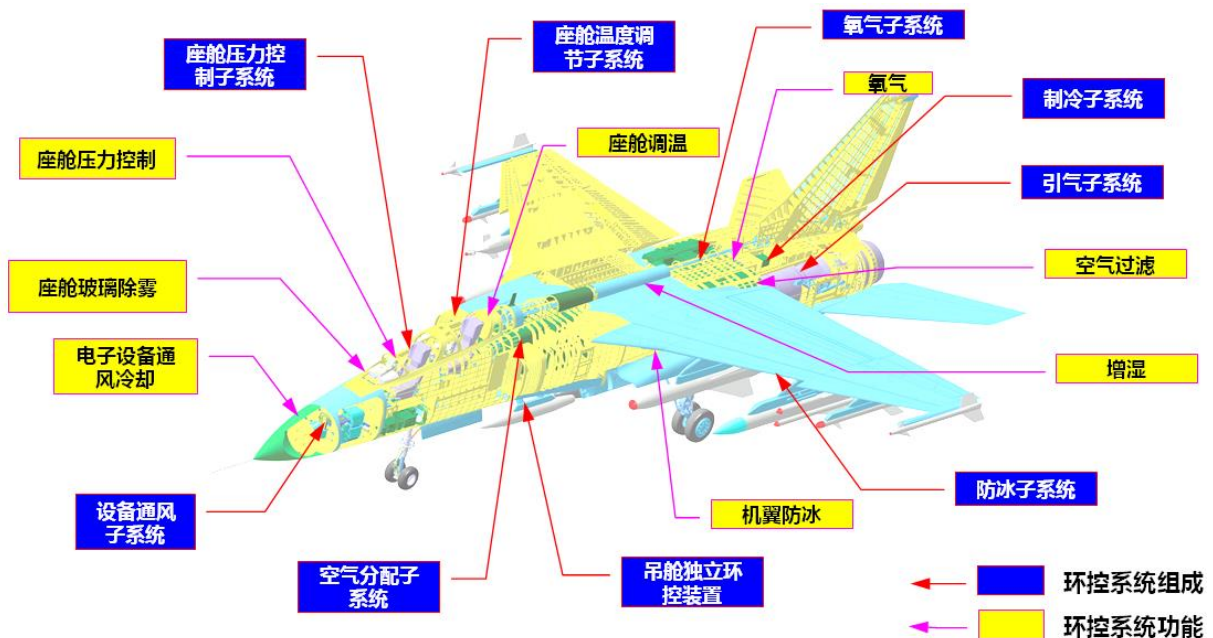 座舱压力控
制子系统
座舱温度调
节子系统
氧气子系统
氧气
制冷子系统
座舱压力控制
座舱调温
引气子系统
座舱玻璃除雾
空气过滤
电子设备通
风冷却
增湿
设备通风
子系统
机翼防冰
防冰子系统
空气分配子
系统
吊舱独立环
控装置
环控系统组成
环控系统功能